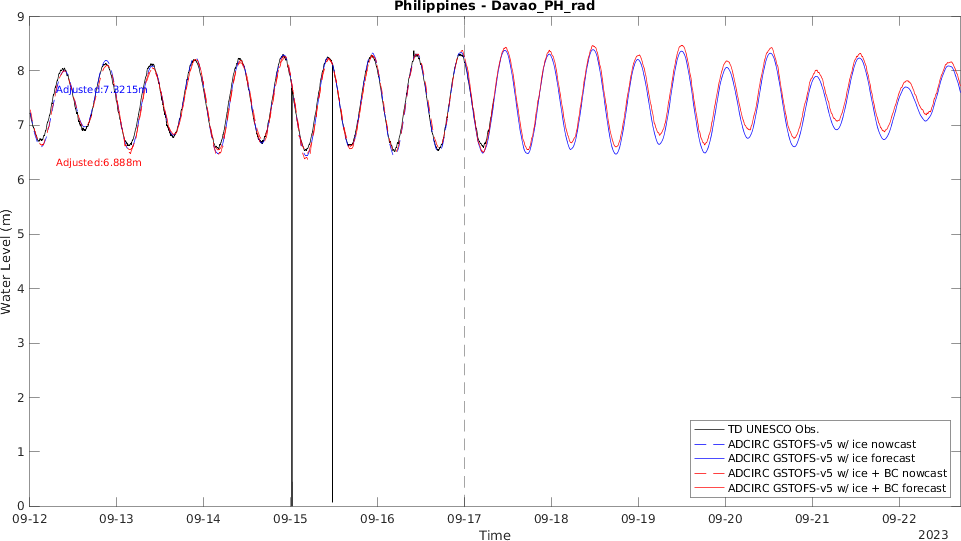 Philippines - Davao_PH_rad
9
8
7
6
5
4
3
2
1
0
Water Level (m)
Adjusted:7.3215m
Adjusted:6.888m
TD UNESCO Obs.
ADCIRC GSTOFS-v5 w/ ice nowcast
ADCIRC GSTOFS-v5 w/ ice forecast
ADCIRC GSTOFS-v5 w/ ice + BC nowcast
ADCIRC GSTOFS-v5 w/ ice + BC forecast
09-12 09-13 09-14 09-15 09-16 09-17 09-18 09-19 09-20 09-21 09-22
Time
2023